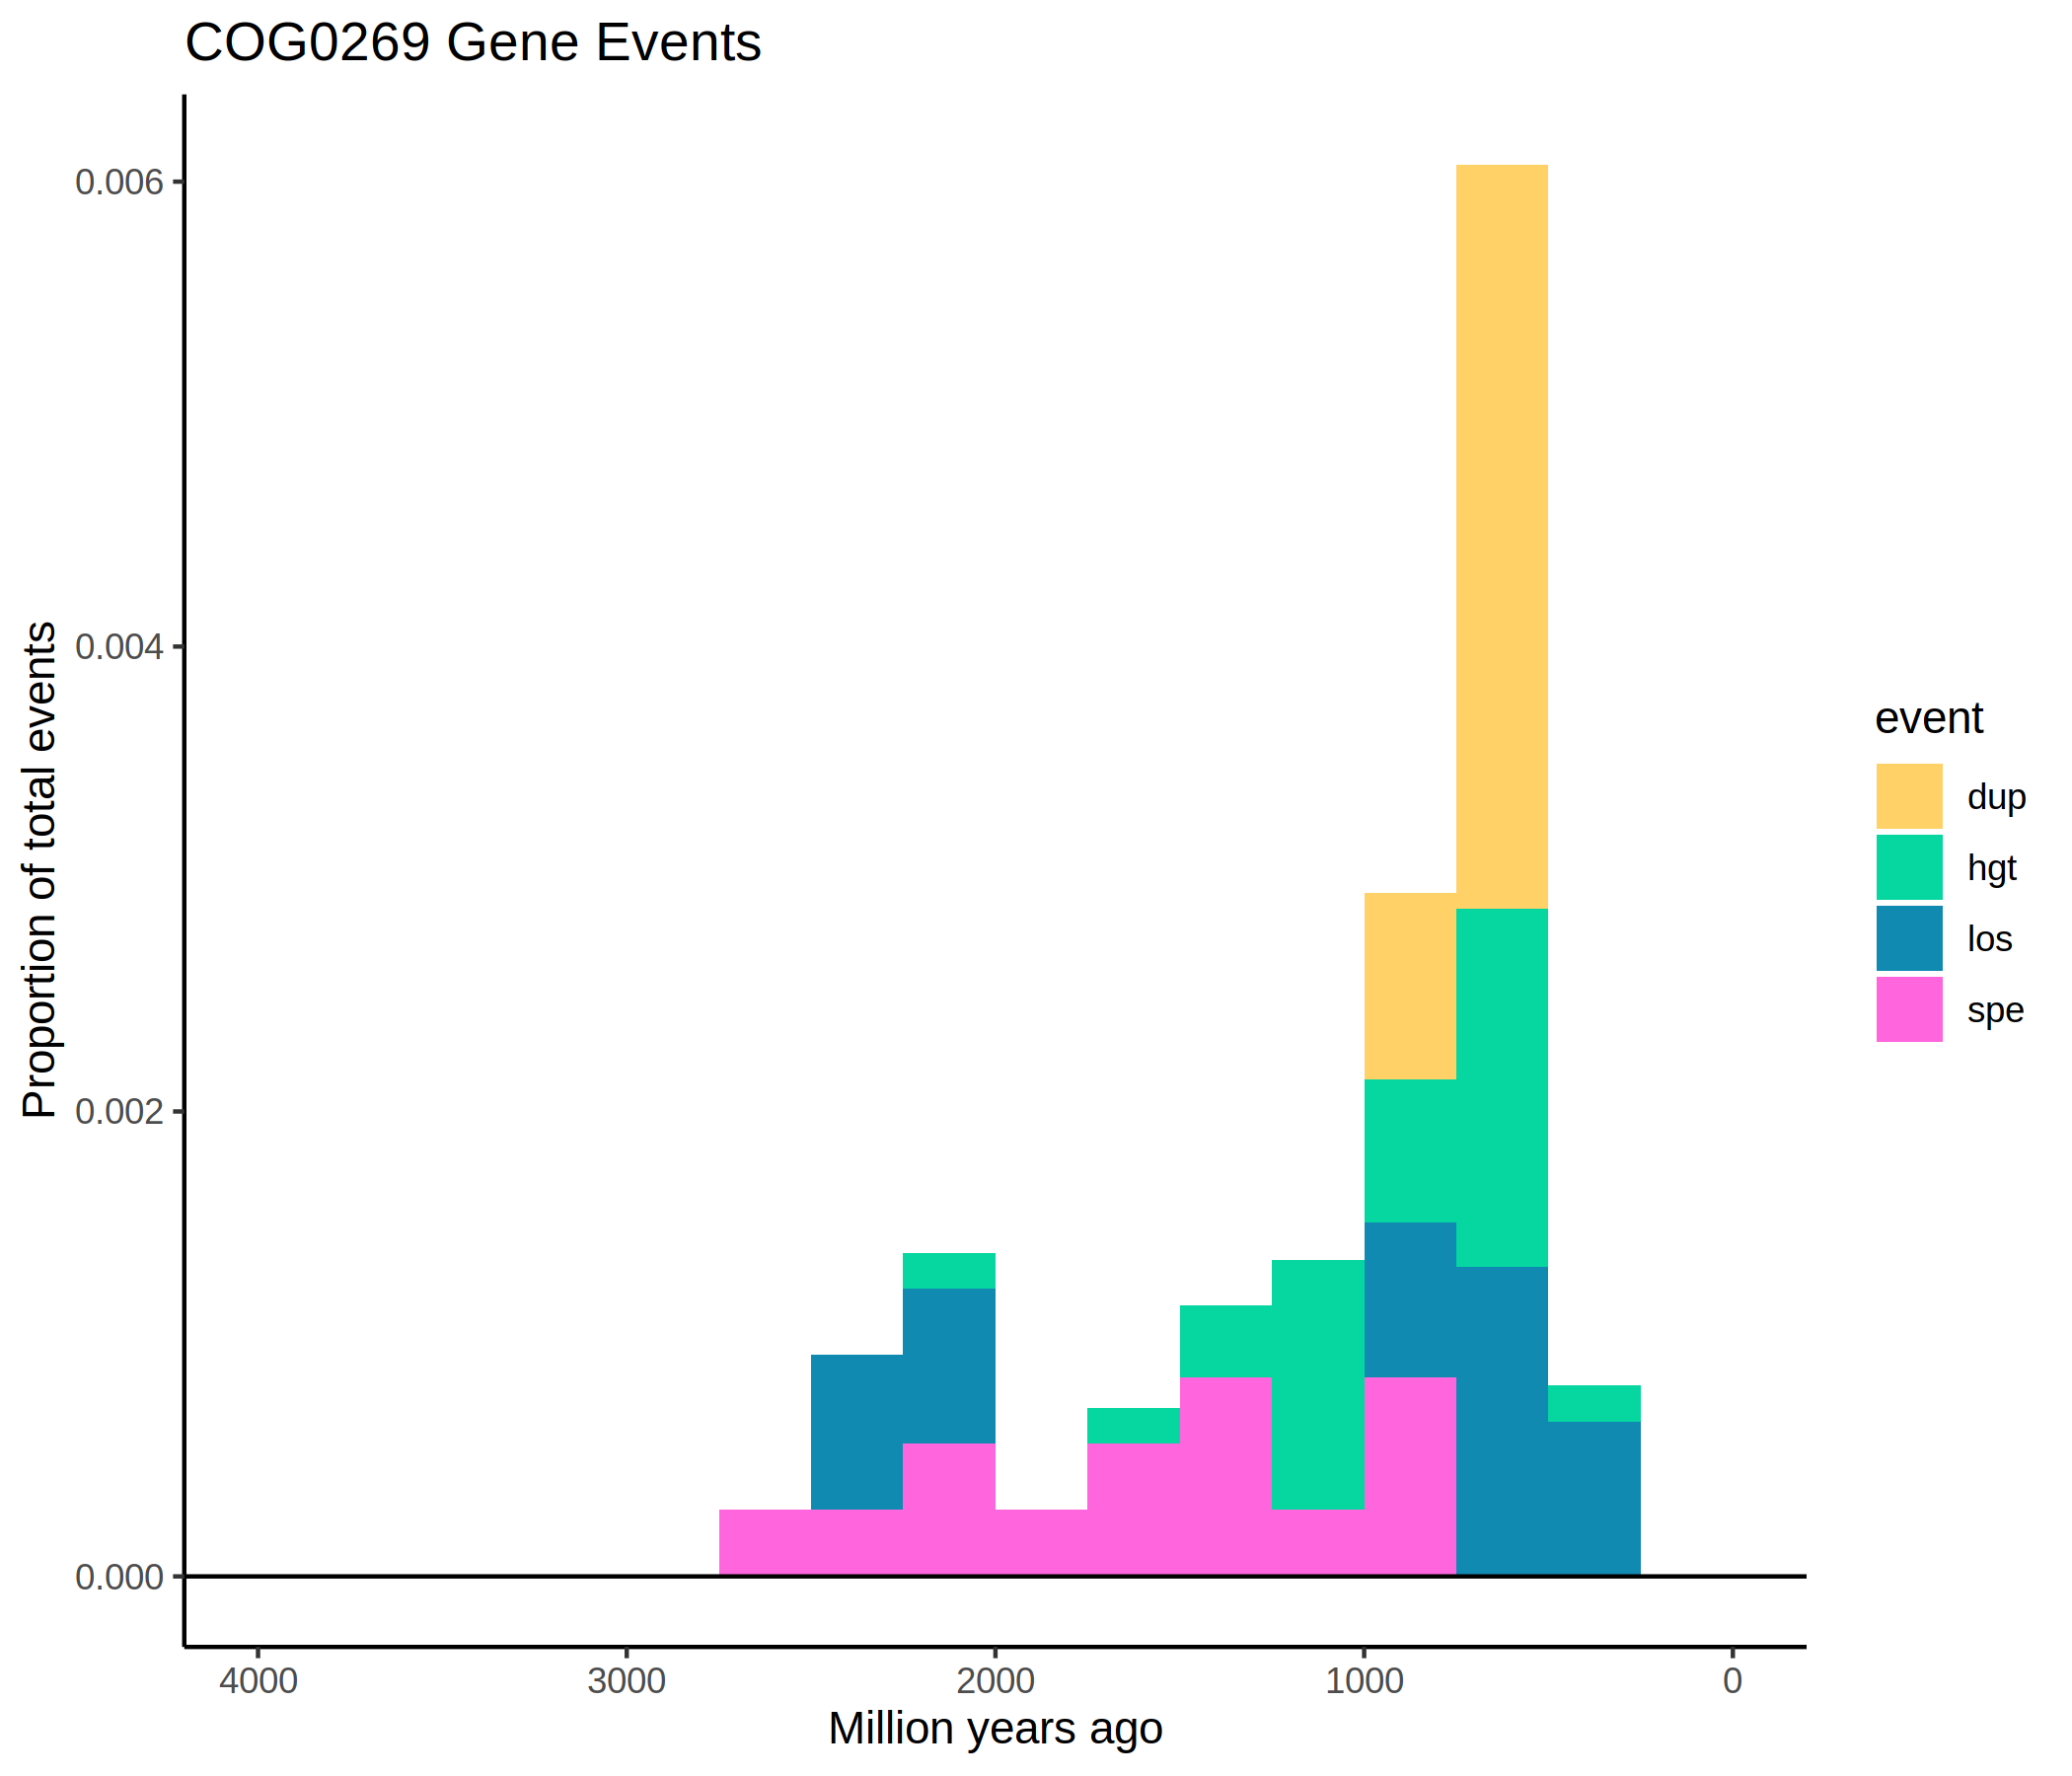 COG0269 Gene Events
Proportion of total events
0.006
0.004
0.002
0.000
4000 3000 2000 1000 0
Million years ago
event
dup
hgt
los
spe